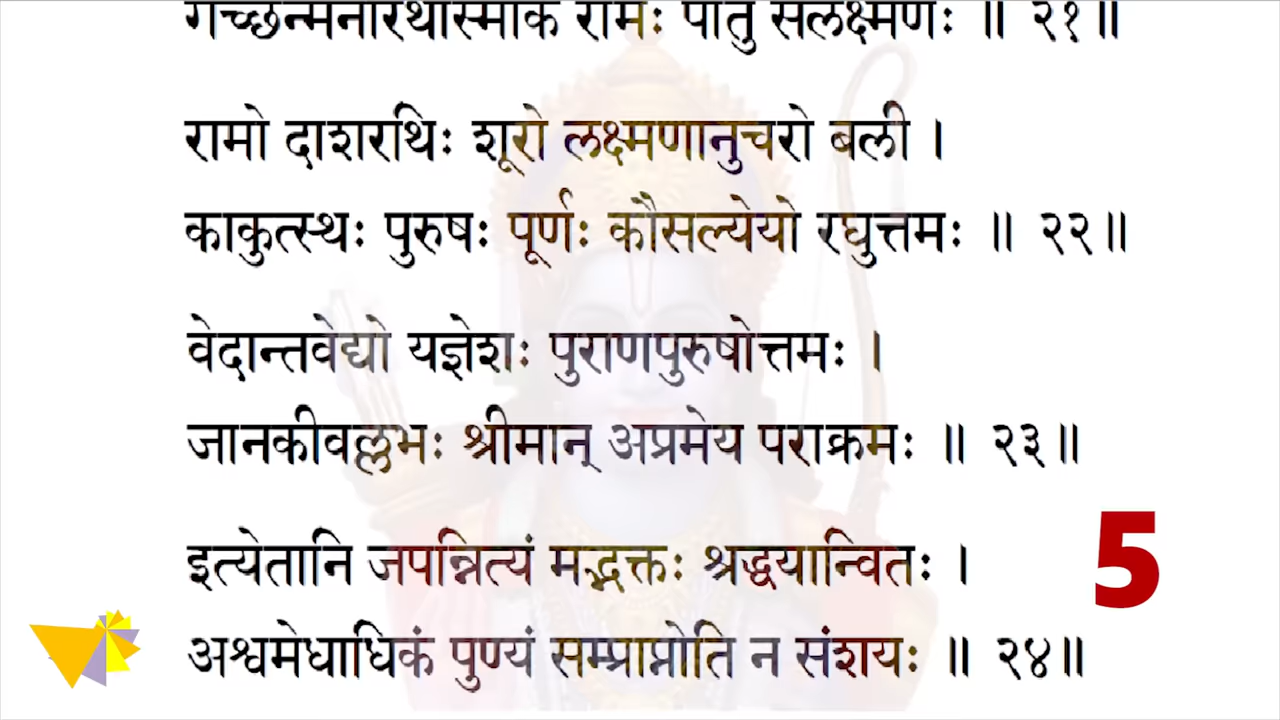 गच्छन्मनोरथोस्माकं रामः पातु सलक्ष्मणः ॥ २१॥
रामो दाशरथिः शूरो लक्ष्मणानुचरो बली ।
काकुत्स्थः पुरुषः पूर्णः कौसल्येयो रघुत्तमः ॥ २२॥
वेदान्तवेद्यो यज्ञेशः पुराणपुरुषोत्तमः ।
जानकीवल्लभः श्रीमान् अप्रमेय पराक्रमः ॥ २३॥
इत्येतानि जपन्नित्यं मद्भक्तः श्रद्धयान्वितः ।
5
अश्वमेधाधिकं पुण्यं सम्प्राप्नोति न संशयः ॥ २४॥